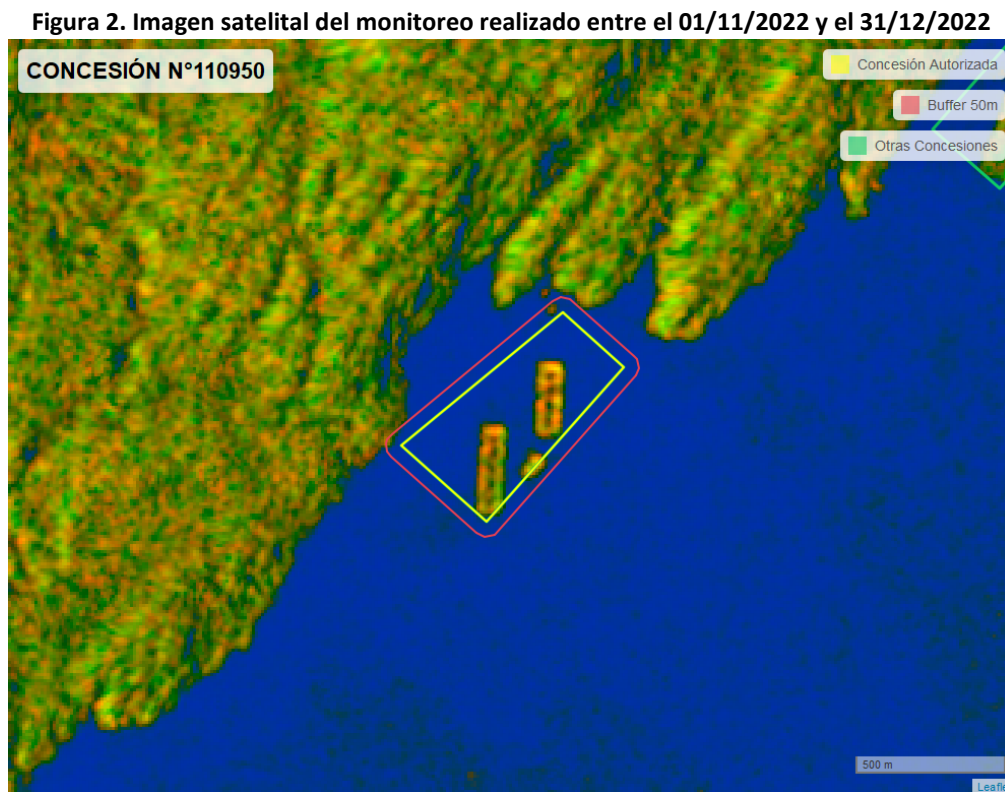 Figura 2. Imagen satelital del monitoreo realizado entre el 01/11/2022 y el 31/12/2022
CONCESIÓN N°110950
Concesión Autorizada
Buffer 50m
Otras Concesiones
500 m
Leafle